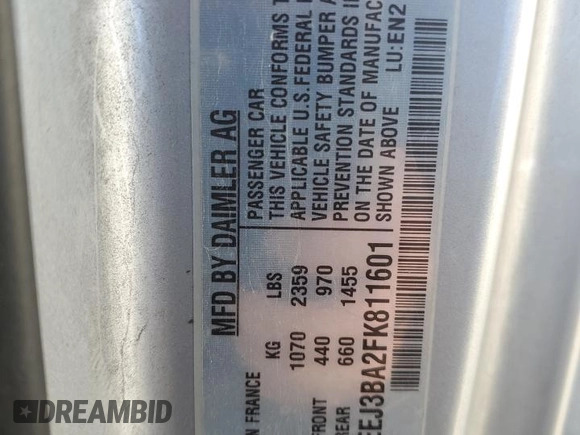 MFD BY DAIMLER AG
N FRANCE KG LBS
1070 2359
FRONT 440 970
REAR 660 1455
PASSENGER CAR
THIS VEHICLE CONFORMS T
APPLICABLE U.S.FEDERAL
VEHICLE SAFETY BUMPER A
PREVENTION STANDARDS I
ON THE DATE OF MANUFAC
SHOWN ABOVE LU:EN2
EEJ3BA2FK811601
DREAMBID